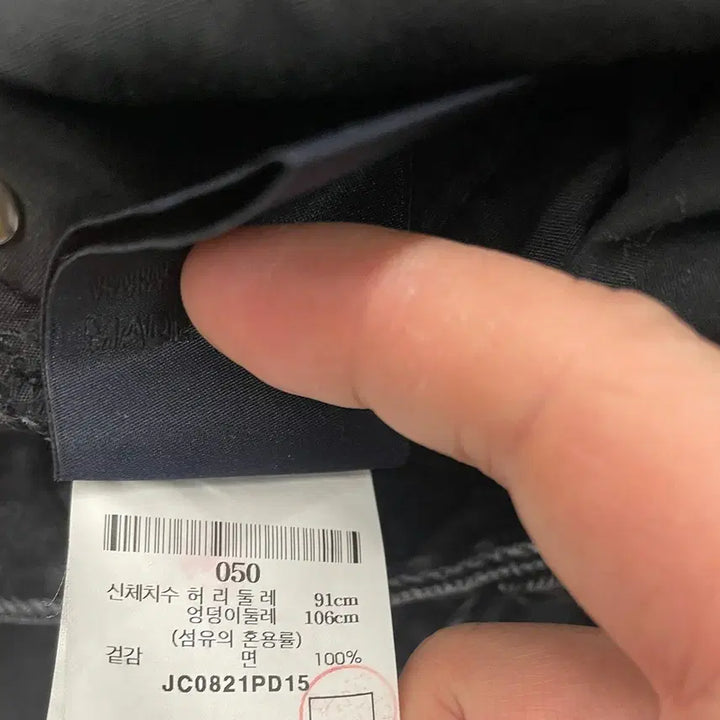 050
신체치수 허 리 둘 레 91cm
엉덩이둘레 106cm
(섬유의 혼용률)
겉감 면 100%
JC0821PD15